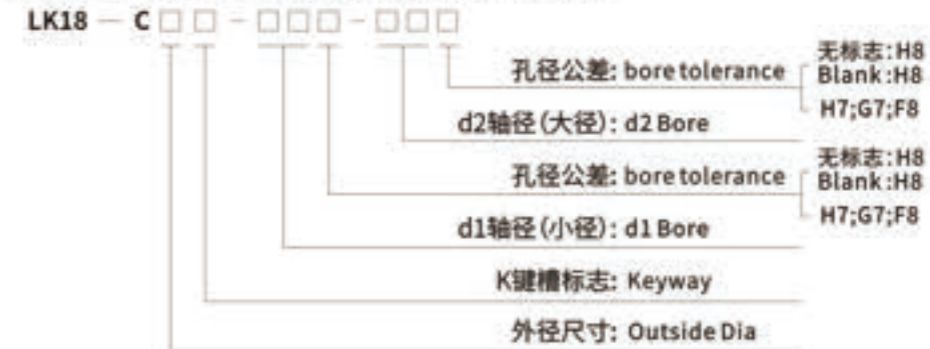 LK18 — C□□-□□□-□□□
孔径公差: bore tolerance
无标志:H8
Blank:H8
H7;G7;F8
d2轴径(大径): d2 Bore
孔径公差: bore tolerance
无标志:H8
Blank:H8
H7;G7;F8
d1轴径(小径): d1 Bore
K键槽标志: Keyway
外径尺寸: Outside Dia